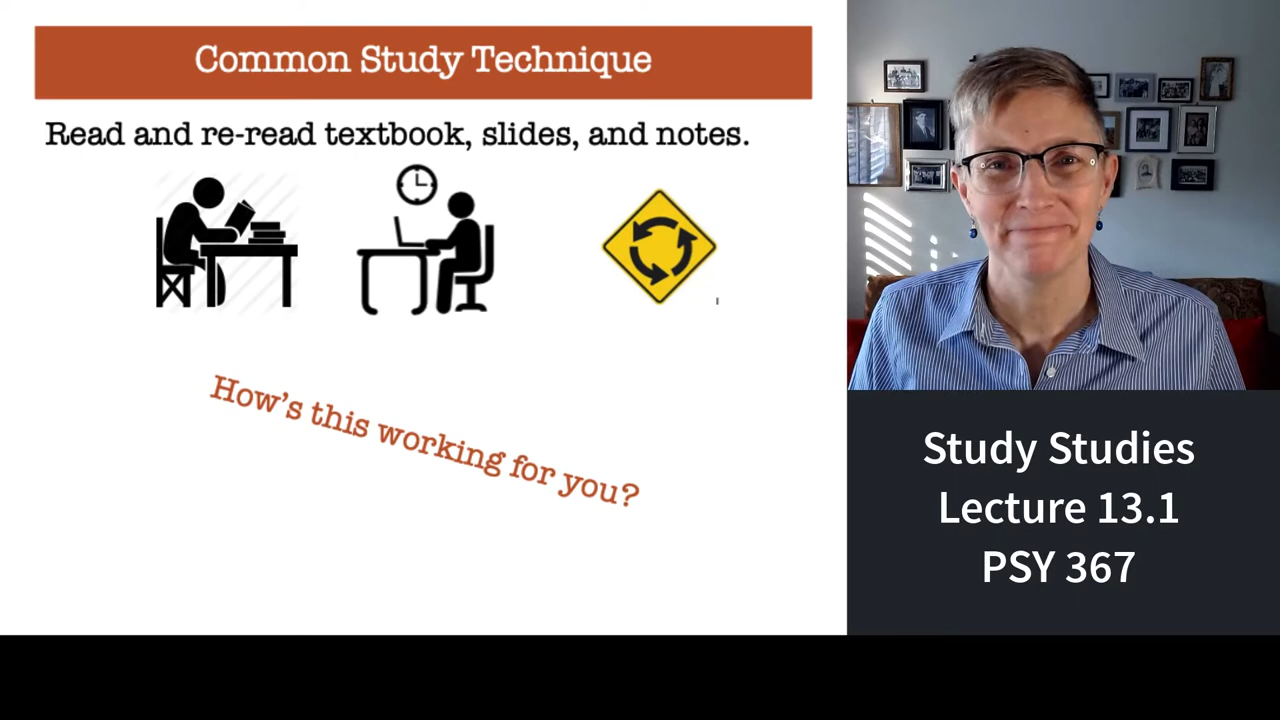 Common Study Technique
Read and re-read textbook, slides, and notes.
How's this working for you?
Study Studies
Lecture 13.1
PSY 367